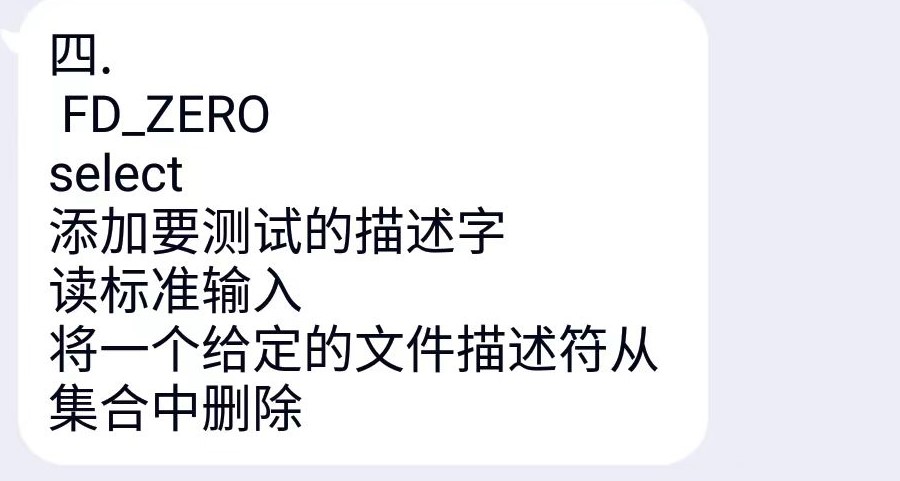 四.
FD_ZERO
select
添加要测试的描述字
读标准输入
将一个给定的文件描述符从
集合中删除